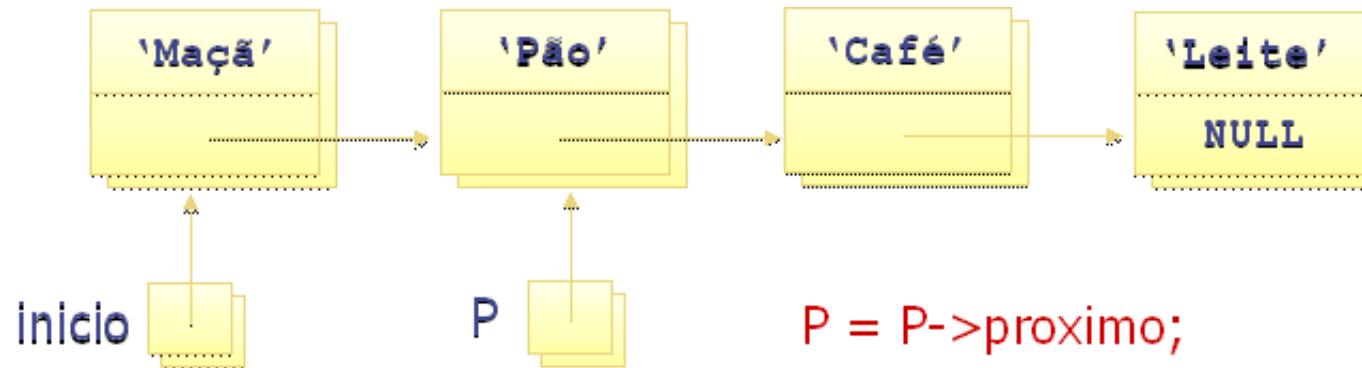 ‘Maçã’ ‘Pão’ ‘Café’ ‘Leite’
NULL
inicio P P = P->proximo;